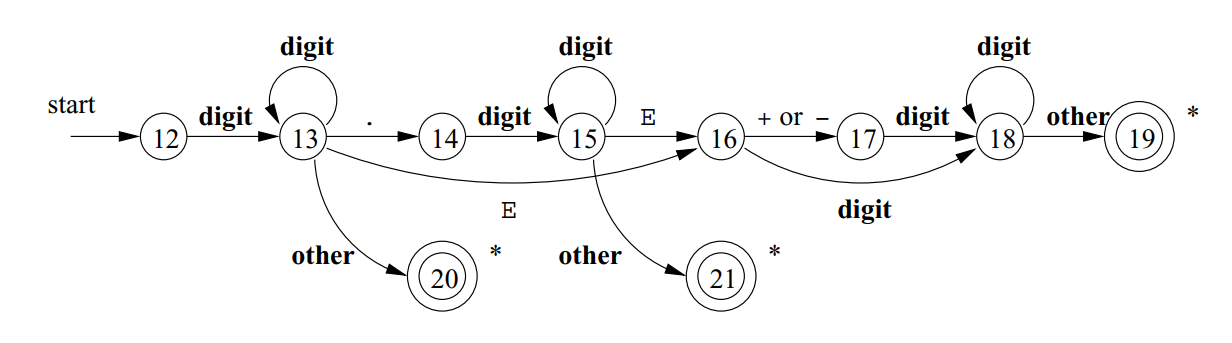 digit digit digit
start digit . digit E + or − digit other *
12 13 14 15 16 17 18 19
E digit
other * other *
20 21